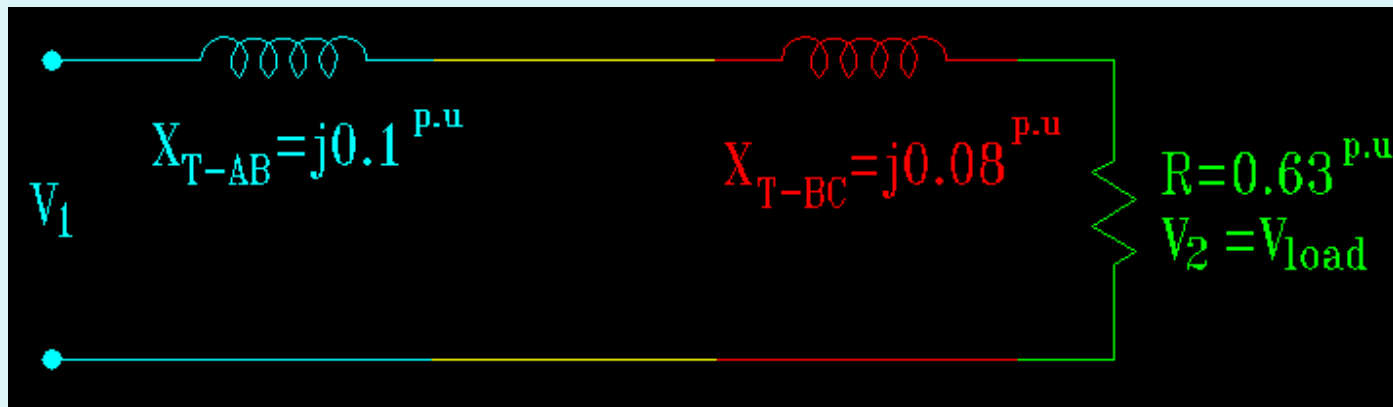 X_T-AB=j0.1^p.u
X_T-BC=j0.08^p.u
R=0.63^p.u
V_1
V_2 =V_load